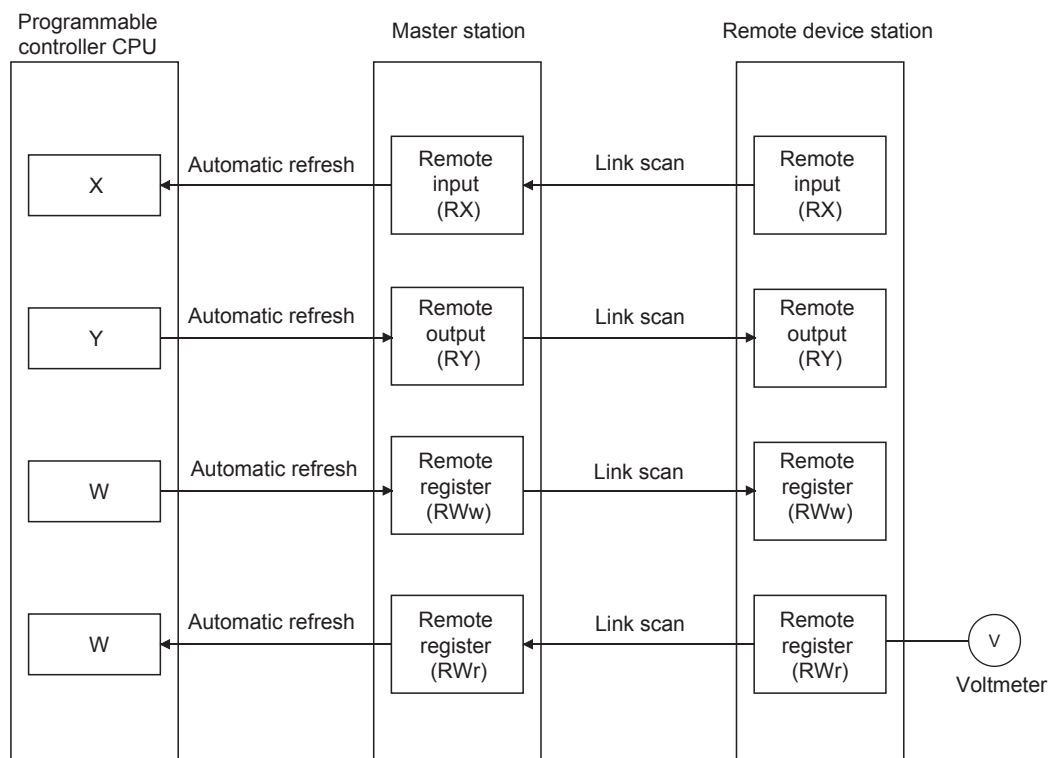 Programmable
controller CPU
Master station
Remote device station
X
Automatic refresh
Remote
input
(RX)
Link scan
Remote
input
(RX)
Y
Automatic refresh
Remote
output
(RY)
Link scan
Remote
output
(RY)
W
Automatic refresh
Remote
register
(RWw)
Link scan
Remote
register
(RWw)
W
Automatic refresh
Remote
register
(RWr)
Link scan
Remote
register
(RWr)
V
Voltmeter